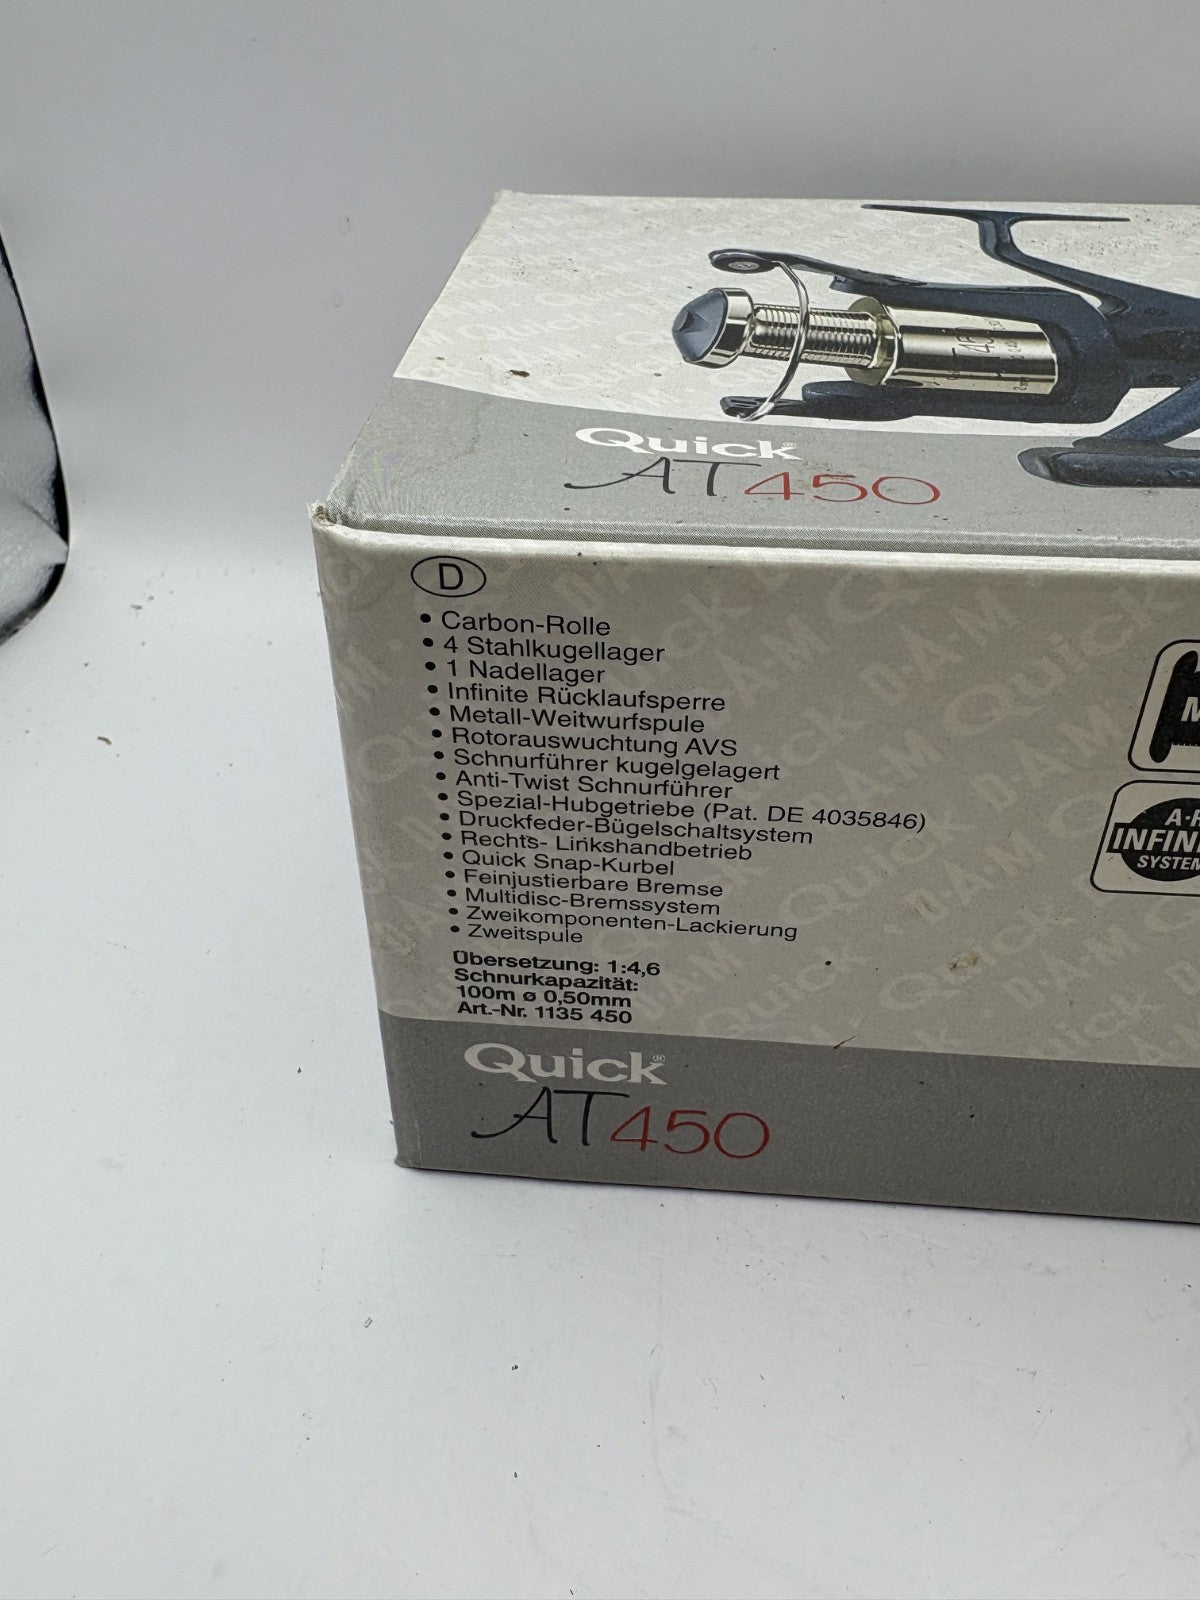 Quick®
AT450
D
• Carbon-Rolle
• 4 Stahlkugellager
• 1 Nadellager
• Infinite Rücklaufsperre
• Metall-Weitwurfspule
• Rotorauswuchtung AVS
• Schnurführer kugelgelagert
• Anti-Twist Schnurführer
• Spezial-Hubgetriebe (Pat. DE 4035846)
• Druckfeder-Bügelschaltsystem
• Rechts- Linkshandbetrieb
• Quick Snap-Kurbel
• Feinjustierbare Bremse
• Multidisc-Bremssystem
• Zweikomponenten-Lackierung
• Zweitspule
Übersetzung: 1:4,6
Schnurkapazität:
100m ø 0,50mm
Art.-Nr. 1135 450
Quick®
AT450
M
A·R
INFINI
SYSTEM